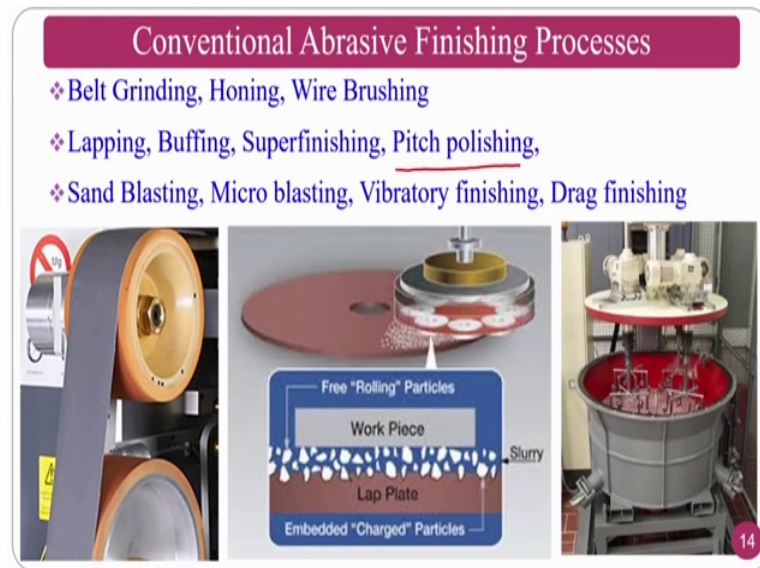 Conventional Abrasive Finishing Processes
❖Belt Grinding, Honing, Wire Brushing
❖Lapping, Buffing, Superfinishing, Pitch polishing,
❖Sand Blasting, Micro blasting, Vibratory finishing, Drag finishing
Free "Rolling" Particles
Work Piece
Slurry
Lap Plate
Embedded "Charged" Particles
14